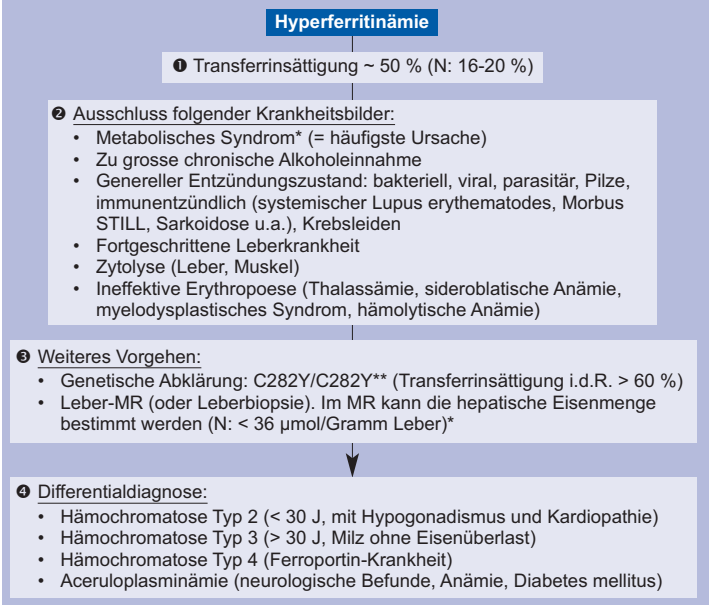 Hyperferritinämie
❶ Transferrinsättigung ~ 50 % (N: 16-20 %)
❷ Ausschluss folgender Krankheitsbilder:
• Metabolisches Syndrom* (= häufigste Ursache)
• Zu grosse chronische Alkoholeinnahme
• Genereller Entzündungszustand: bakteriell, viral, parasitär, Pilze,
immunentzündlich (systemischer Lupus erythematodes, Morbus
STILL, Sarkoidose u.a.), Krebsleiden
• Fortgeschrittene Leberkrankheit
• Zytolyse (Leber, Muskel)
• Ineffektive Erythropoese (Thalassämie, sideroblatische Anämie,
myelodysplastisches Syndrom, hämolytische Anämie)
❸ Weiteres Vorgehen:
• Genetische Abklärung: C282Y/C282Y** (Transferrinsättigung i.d.R. > 60 %)
• Leber-MR (oder Leberbiopsie). Im MR kann die hepatische Eisenmenge
bestimmt werden (N: < 36 µmol/Gramm Leber)*
❹ Differentialdiagnose:
• Hämochromatose Typ 2 (< 30 J, mit Hypogonadismus und Kardiopathie)
• Hämochromatose Typ 3 (> 30 J, Milz ohne Eisenüberlast)
• Hämochromatose Typ 4 (Ferroportin-Krankheit)
• Aceruloplasminämie (neurologische Befunde, Anämie, Diabetes mellitus)